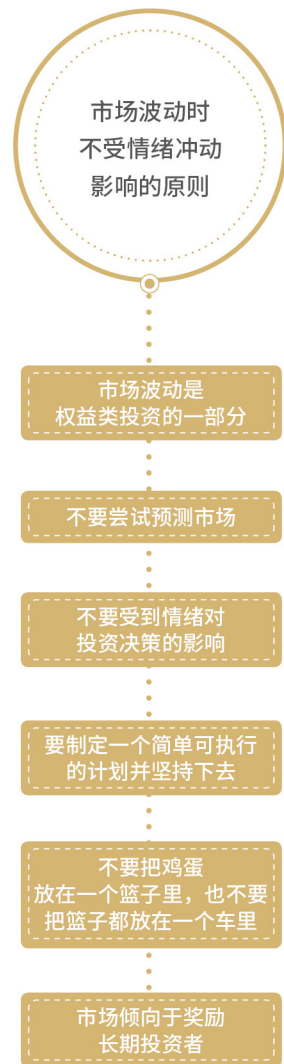 市场波动时
不受情绪冲动
影响的原则
市场波动是
权益类投资的一部分
不要尝试预测市场
不要受到情绪对
投资决策的影响
要制定一个简单可执行
的计划并坚持下去
不要把鸡蛋
放在一个篮子里，也不要
把篮子都放在一个车里
市场倾向于奖励
长期投资者